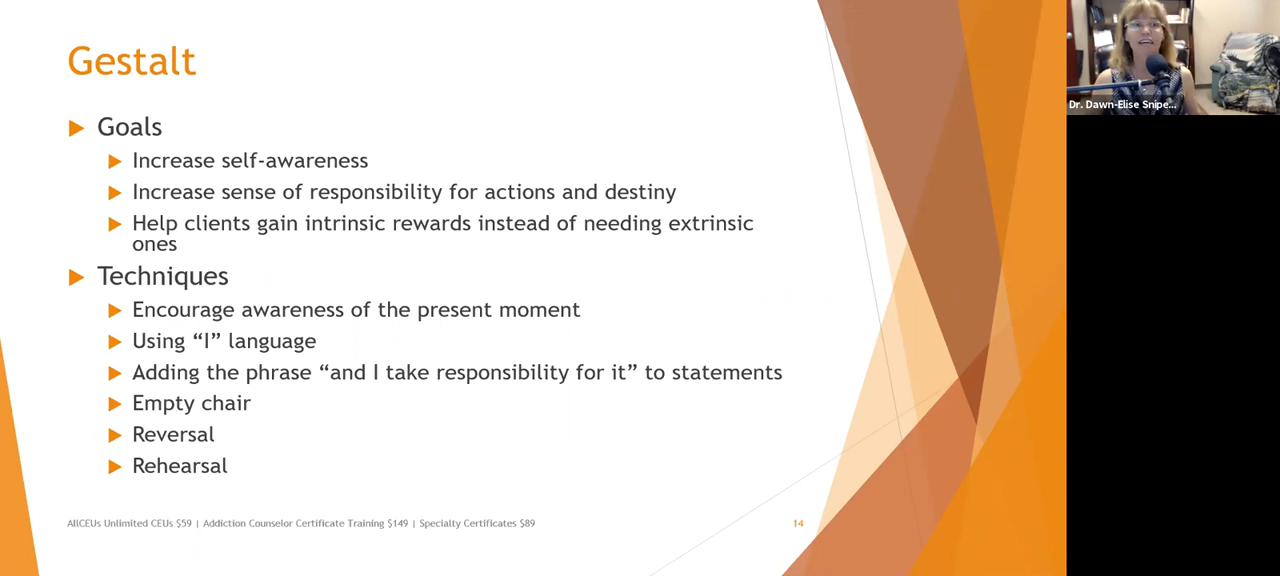 Gestalt
Goals
Increase self-awareness
Increase sense of responsibility for actions and destiny
Help clients gain intrinsic rewards instead of needing extrinsic
ones
Techniques
Encourage awareness of the present moment
Using “I” language
Adding the phrase “and I take responsibility for it” to statements
Empty chair
Reversal
Rehearsal
AllCEUs Unlimited CEUs $59 | Addiction Counselor Certificate Training $149 | Specialty Certificates $89
14
Dr. Dawn-Elise Snipe...